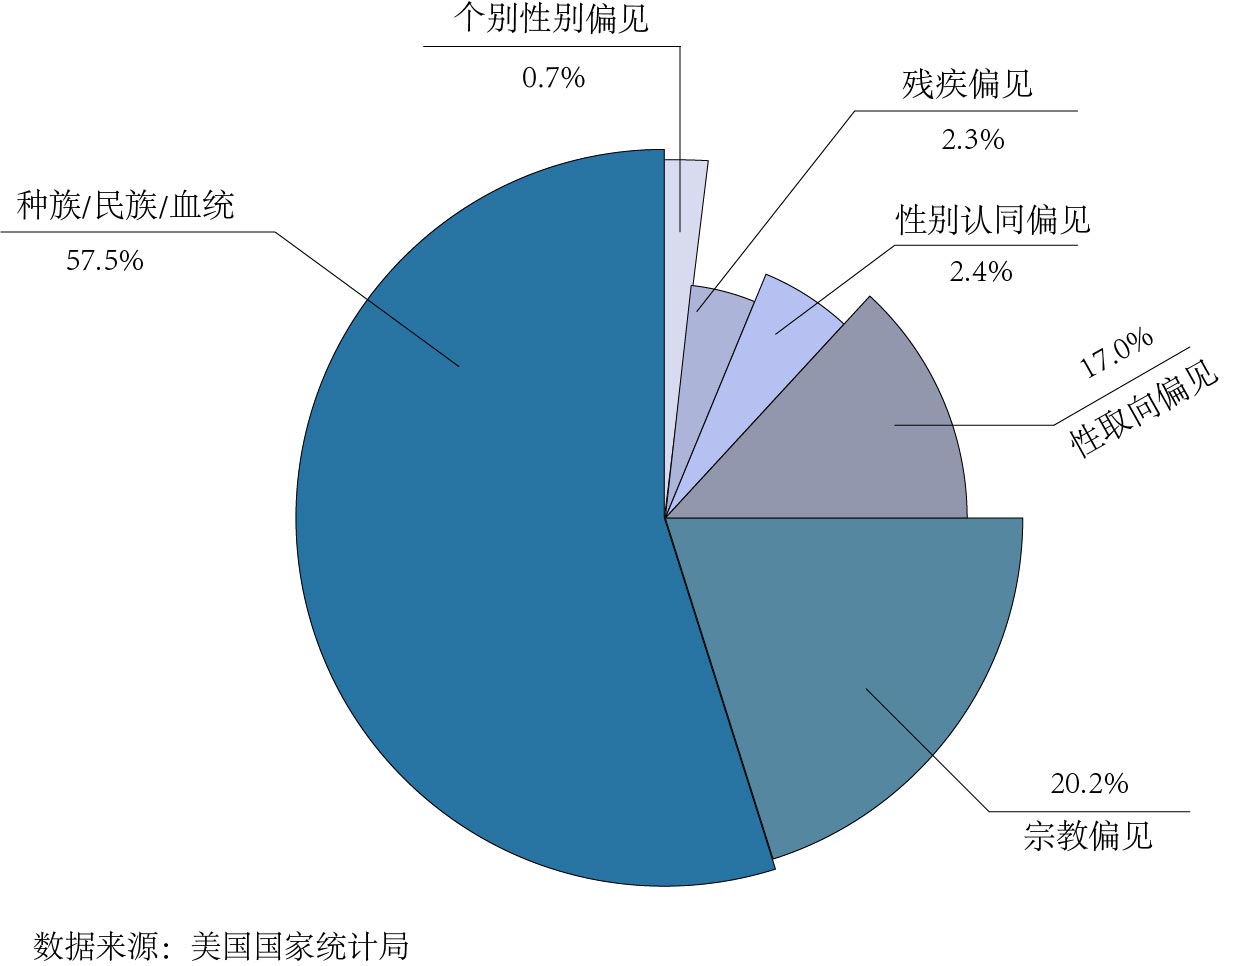 个别性别偏见
0.7%
残疾偏见
2.3%
种族/民族/血统
57.5%
性别认同偏见
2.4%
17.0%
性取向偏见
20.2%
宗教偏见
数据来源：美国国家统计局